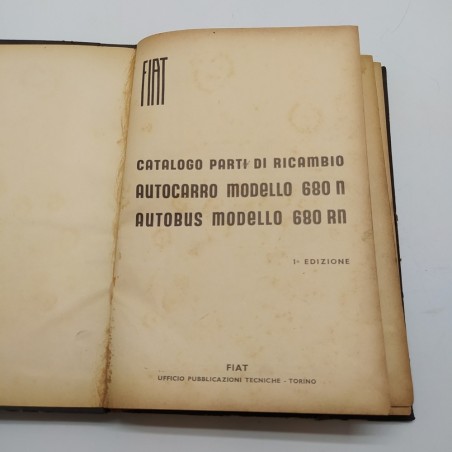 FIAT
CATALOGO PARTI DI RICAMBIO
AUTOCARRO MODELLO 680 N
AUTOBUS MODELLO 680 RN
1ª EDIZIONE
FIAT
UFFICIO PUBBLICAZIONI TECNICHE - TORINO